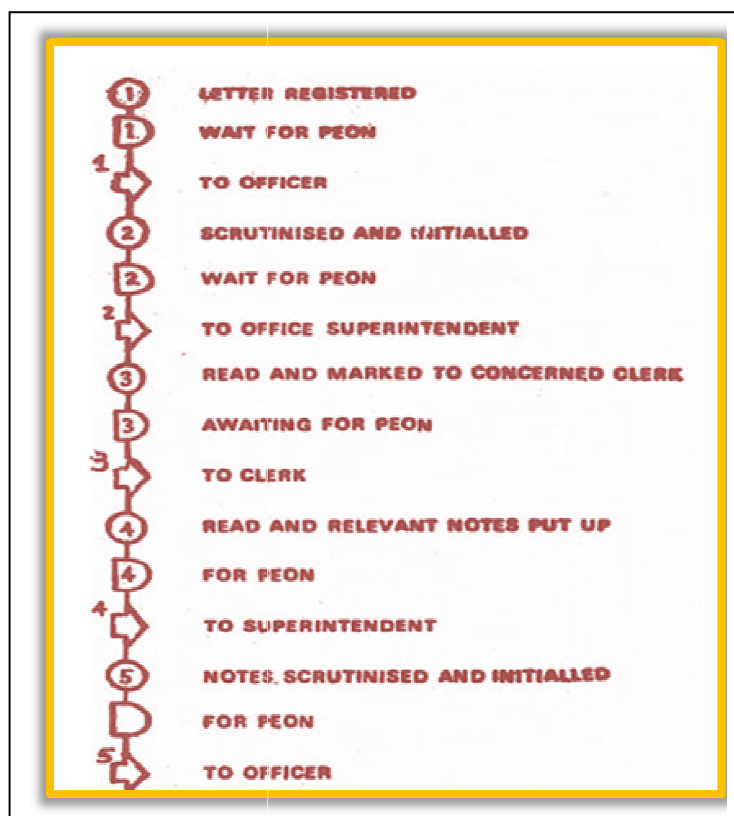 1 LETTER REGISTERED
1 WAIT FOR PEON
1 TO OFFICER
2 SCRUTINISED AND INITIALLED
2 WAIT FOR PEON
2 TO OFFICE SUPERINTENDENT
3 READ AND MARKED TO CONCERNED CLERK
3 AWAITING FOR PEON
3 TO CLERK
4 READ AND RELEVANT NOTES PUT UP
4 FOR PEON
4 TO SUPERINTENDENT
5 NOTES. SCRUTINISED AND INITIALLED
FOR PEON
5 TO OFFICER